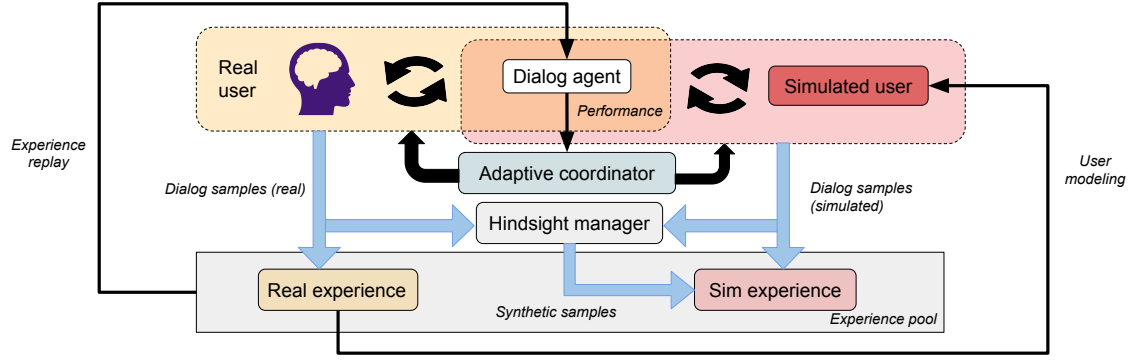 Real
user
Dialog agent
Simulated user
Performance
Experience
replay
Adaptive coordinator
User
modeling
Dialog samples (real)
Dialog samples
(simulated)
Hindsight manager
Real experience
Sim experience
Synthetic samples
Experience pool